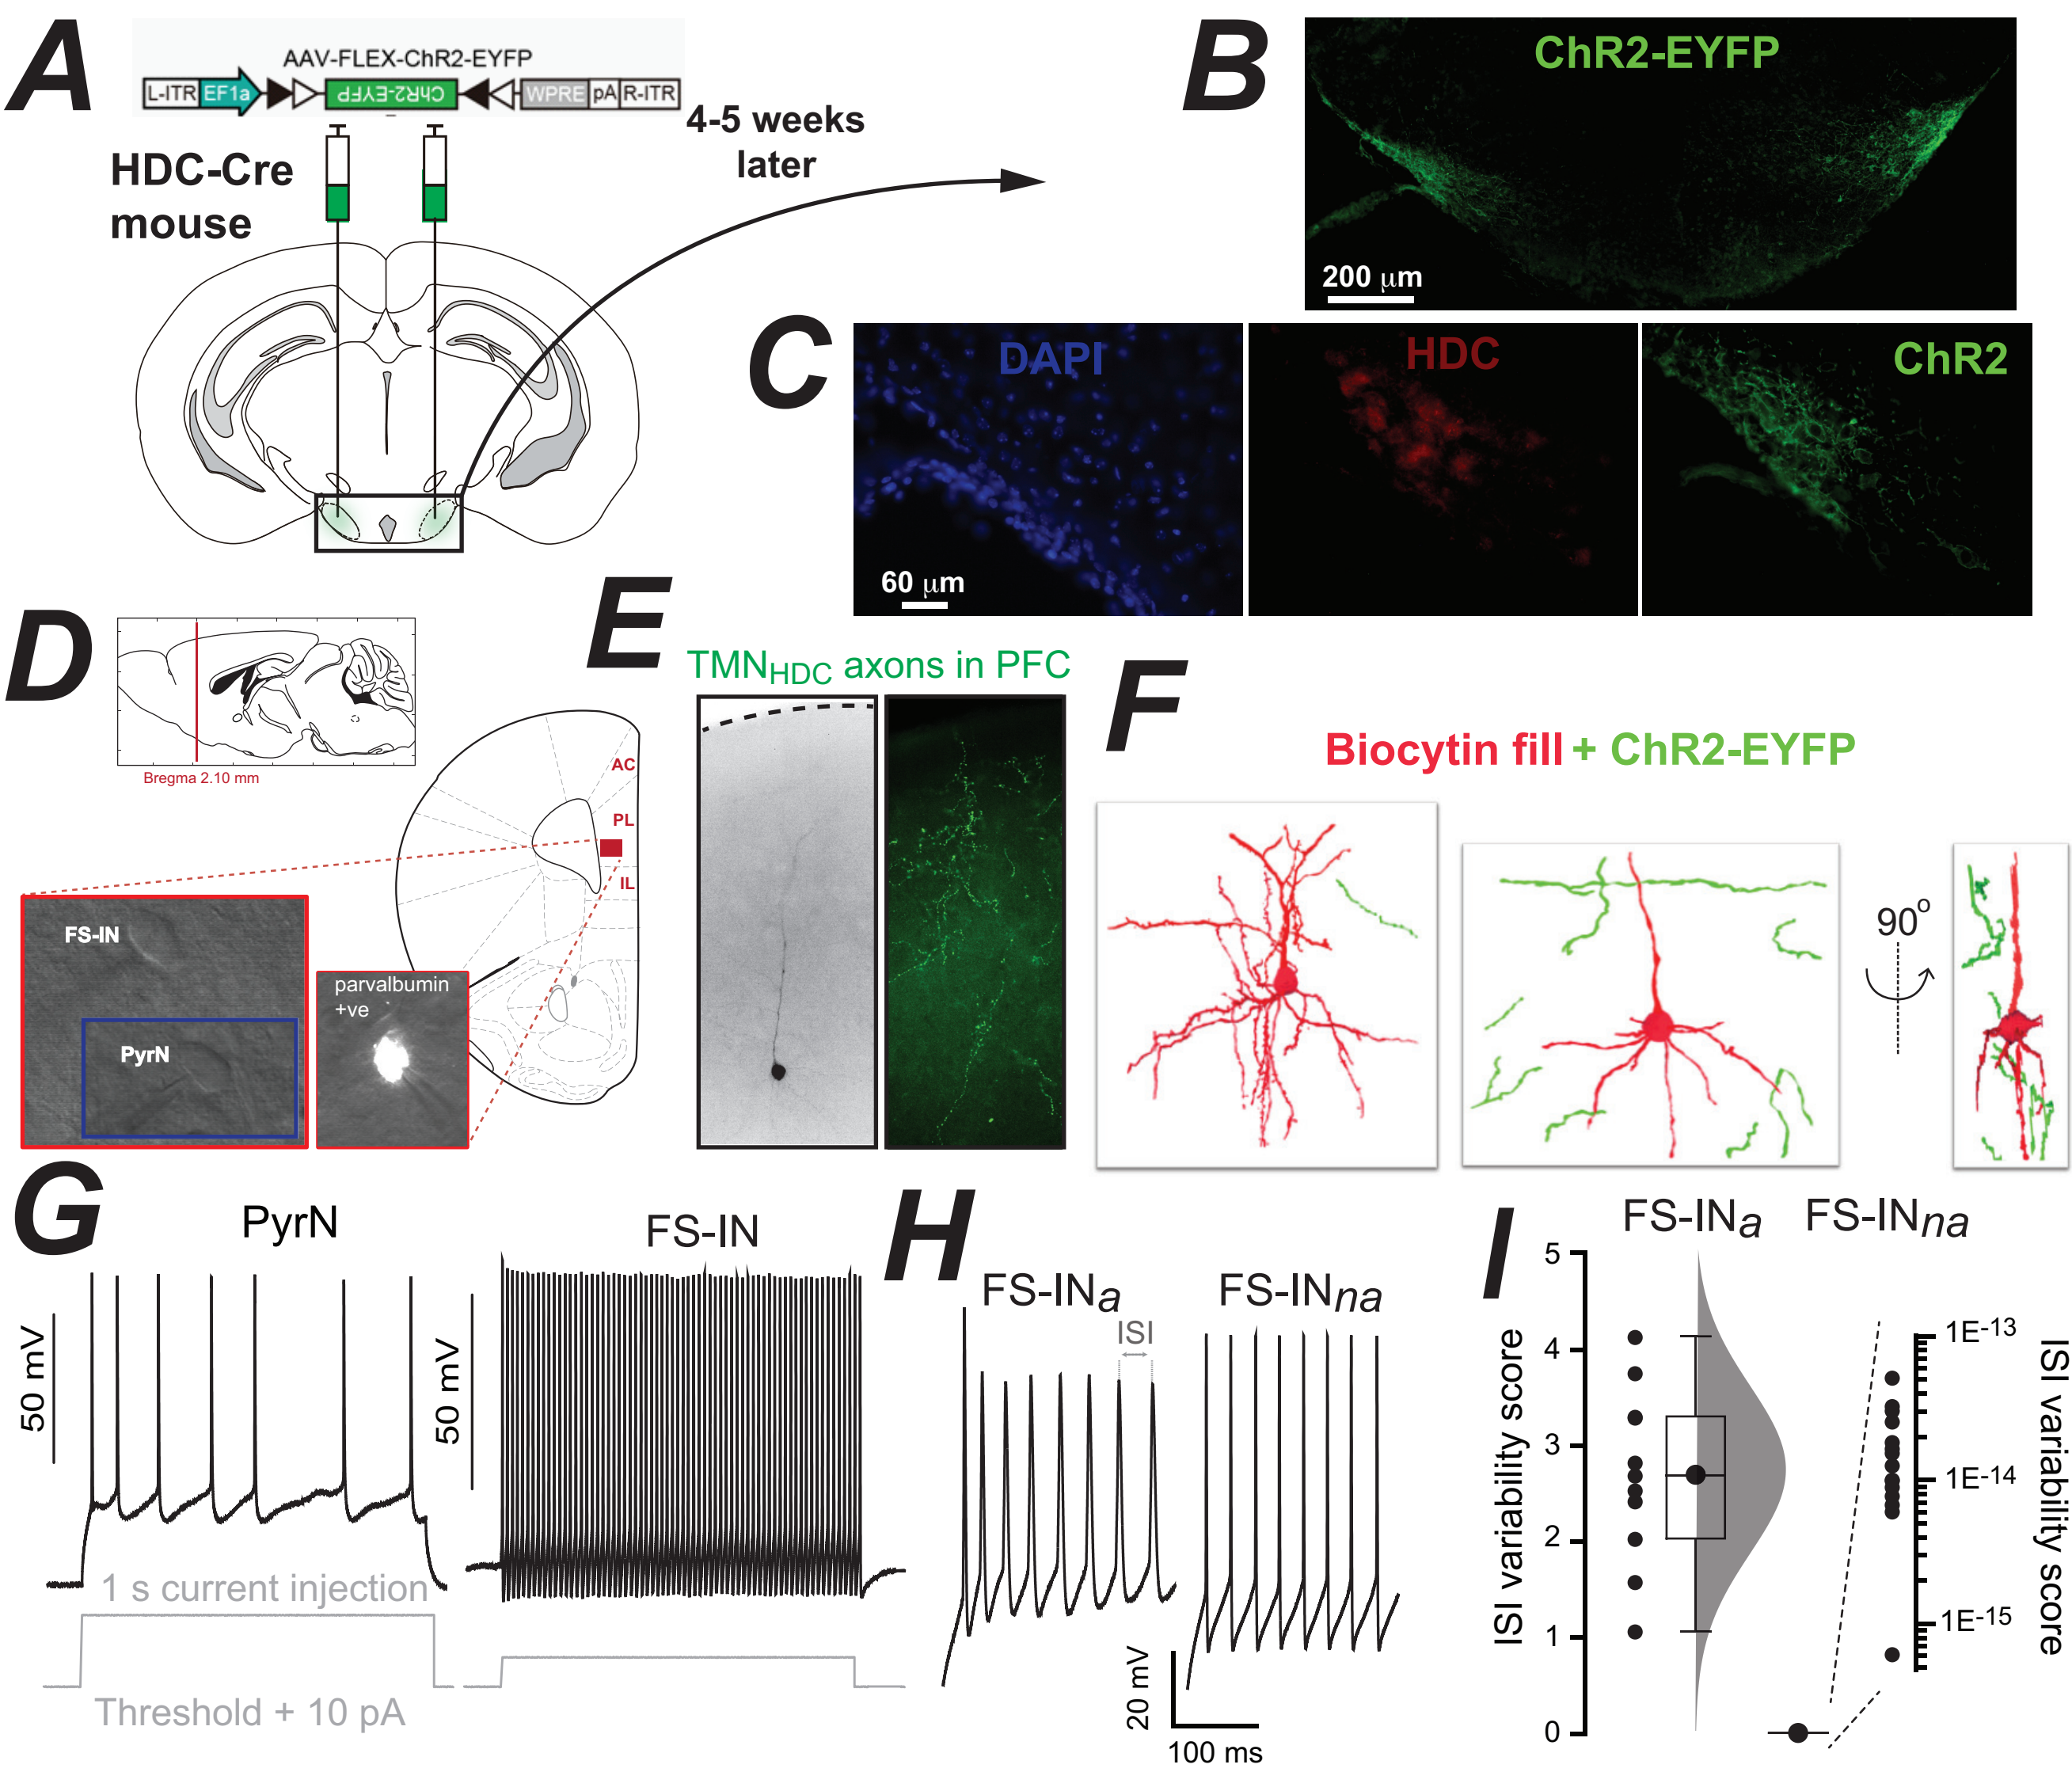 A
AAV-FLEX-ChR2-EYFP
L-ITR EF1a ChR2-EYFP WPRE pA R-ITR
HDC-Cre
mouse
4-5 weeks
later
B
ChR2-EYFP
200 μm
C
DAPI
60 μm
HDC
ChR2
D
Bregma 2.10 mm
AC
PL
IL
FS-IN
PyrN
parvalbumin
+ve
E
TMNHDC axons in PFC
F
Biocytin fill + ChR2-EYFP
90o
G
PyrN
FS-IN
50 mV
50 mV
1 s current injection
Threshold + 10 pA
H
FS-INa
FS-INna
ISI
20 mV
100 ms
I
FS-INa
FS-INna
ISI variability score
5
4
3
2
1
0
1E-13
1E-14
1E-15
ISI variability score